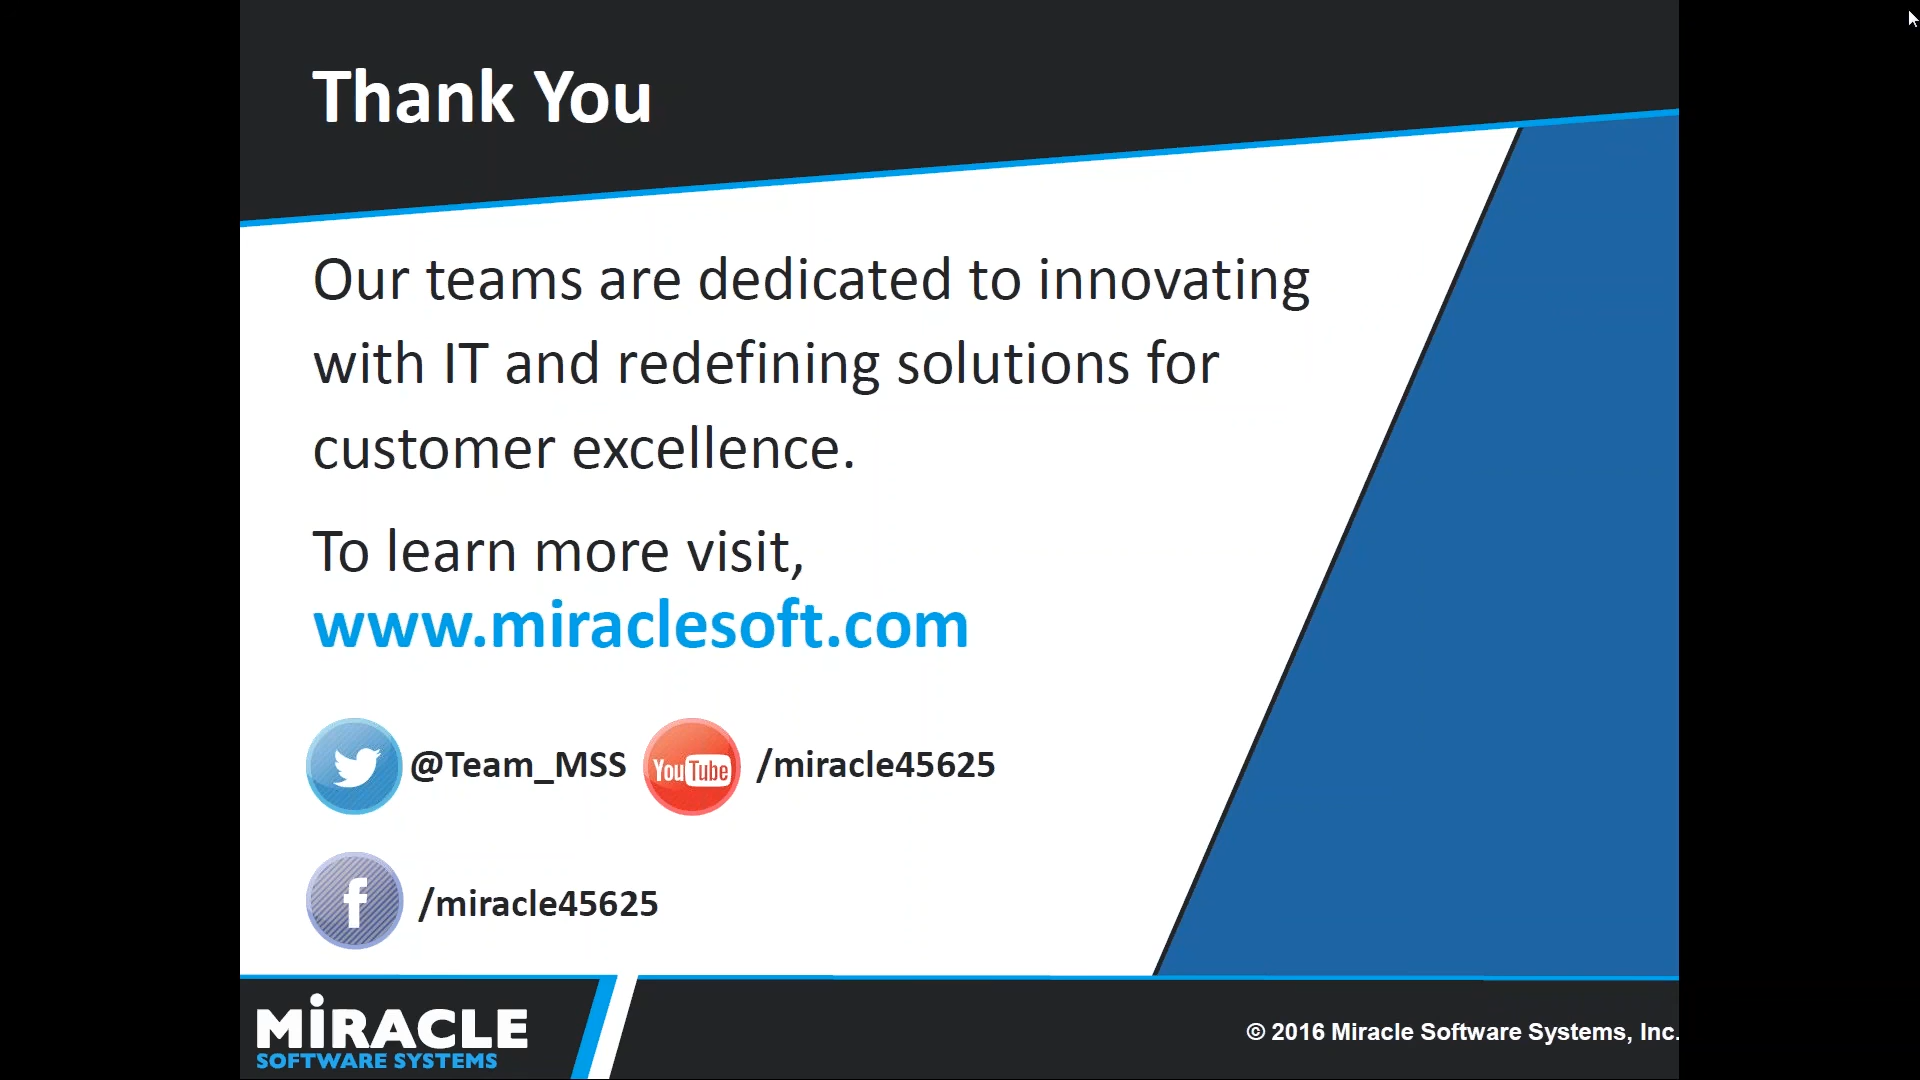 Thank You
Our teams are dedicated to innovating
with IT and redefining solutions for
customer excellence.
To learn more visit,
www.miraclesoft.com
@Team_MSS
YouTube
/miracle45625
f
/miracle45625
MiRACLE
SOFTWARE SYSTEMS
© 2016 Miracle Software Systems, Inc.